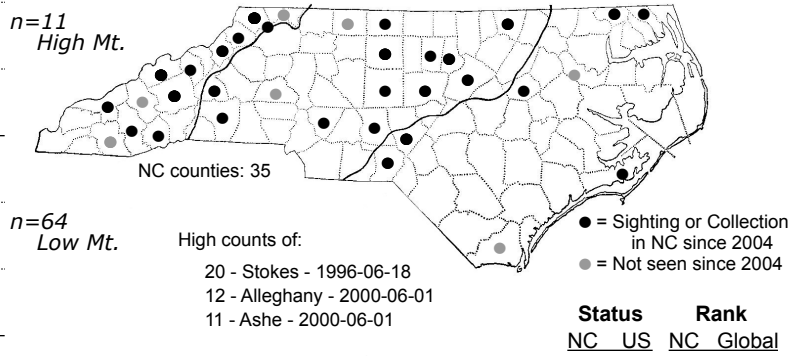 n=11
High Mt.
NC counties: 35
n=64
Low Mt.
High counts of:
20 - Stokes - 1996-06-18
12 - Alleghany - 2000-06-01
11 - Ashe - 2000-06-01
● = Sighting or Collection
in NC since 2004
● = Not seen since 2004
Status Rank
NC US NC Global